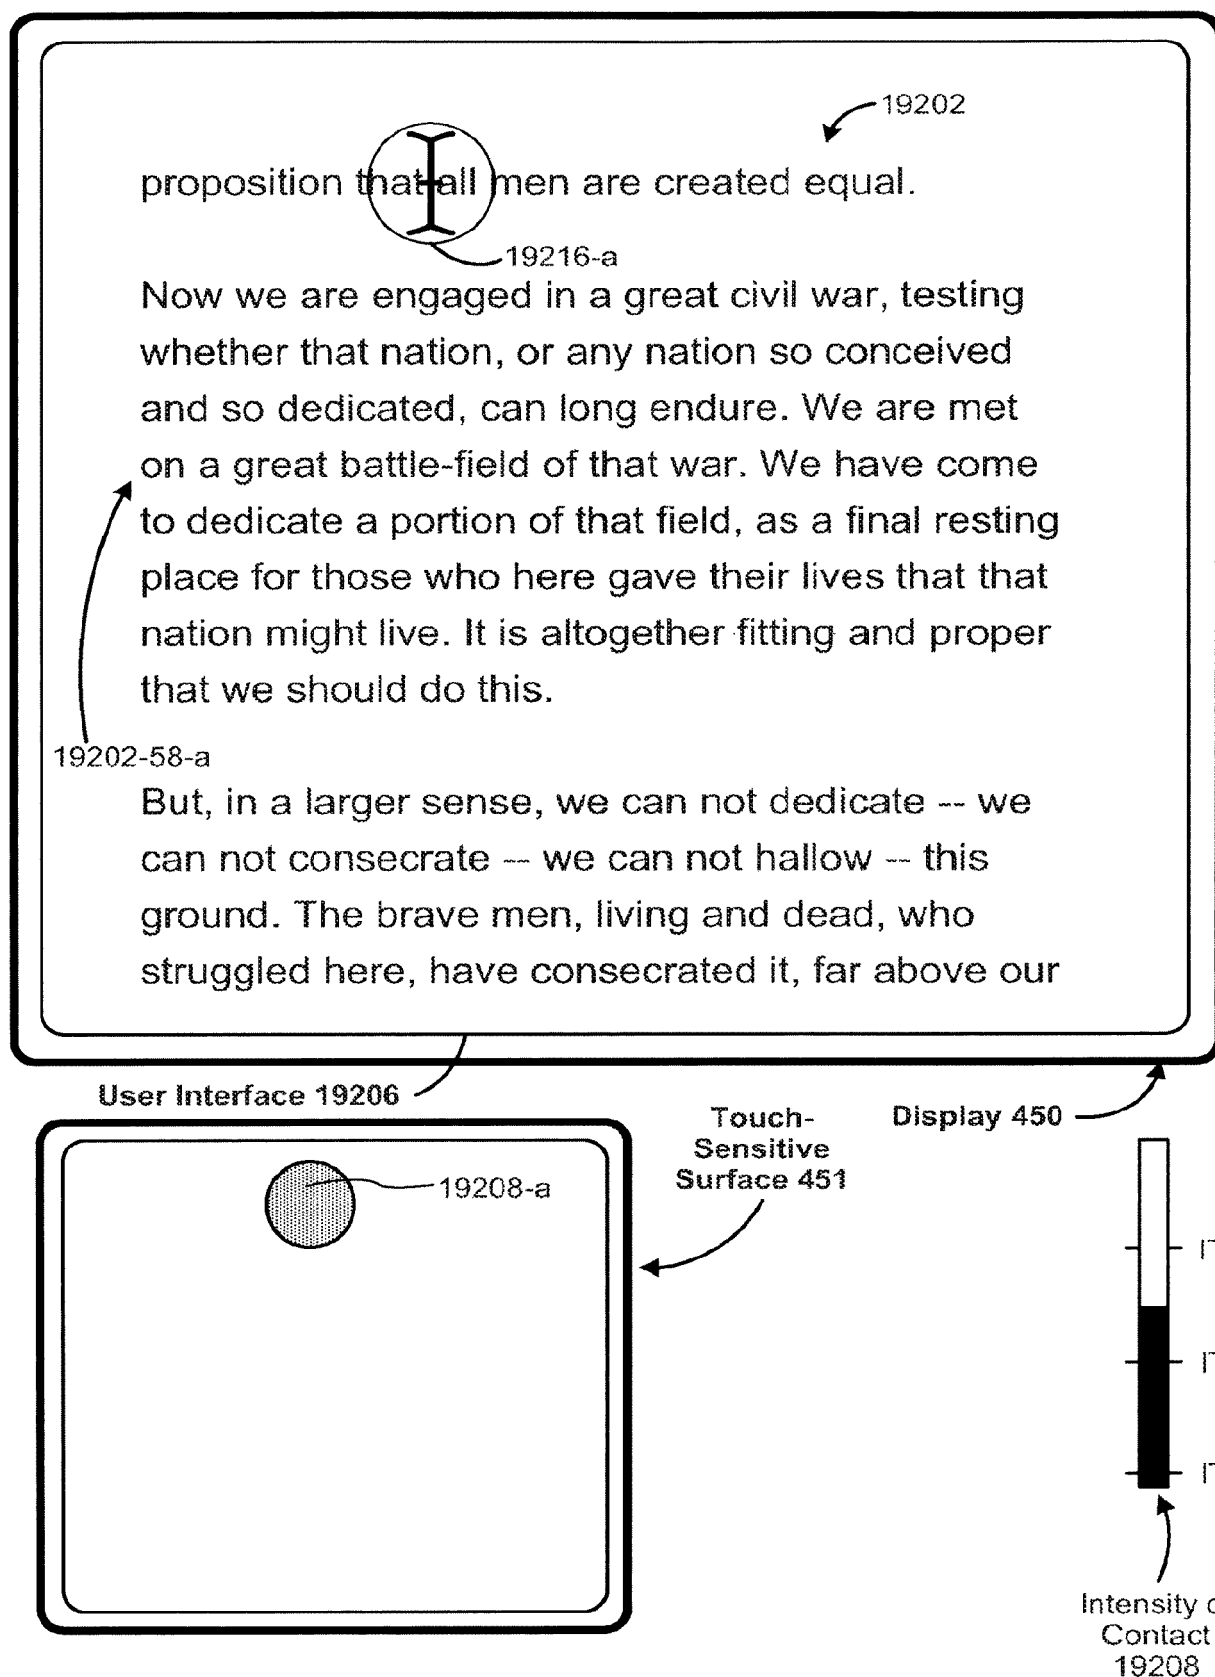 19202
proposition that all men are created equal.
19216-a
Now we are engaged in a great civil war, testing
whether that nation, or any nation so conceived
and so dedicated, can long endure. We are met
on a great battle-field of that war. We have come
to dedicate a portion of that field, as a final resting
place for those who here gave their lives that that
nation might live. It is altogether fitting and proper
that we should do this.
19202-58-a
But, in a larger sense, we can not dedicate -- we
can not consecrate -- we can not hallow -- this
ground. The brave men, living and dead, who
struggled here, have consecrated it, far above our
User Interface 19206
Display 450
Touch-
Sensitive
Surface 451
19208-a
Intensity
Contact
19208